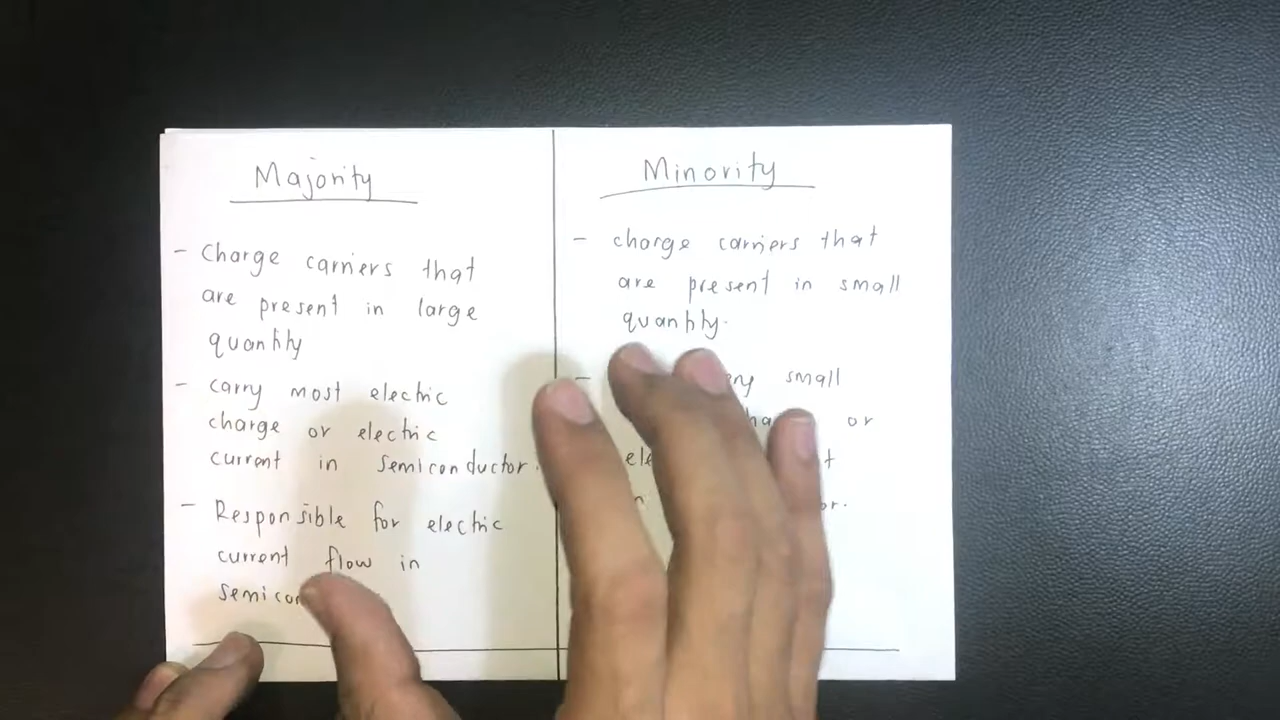 Majority
- Charge carriers that
are present in large
quantity
- carry most electric
charge or electric
current in semiconductor.
- Responsible for electric
current flow in
Minority
- charge carriers that
are present in small
quantity.
- small
or